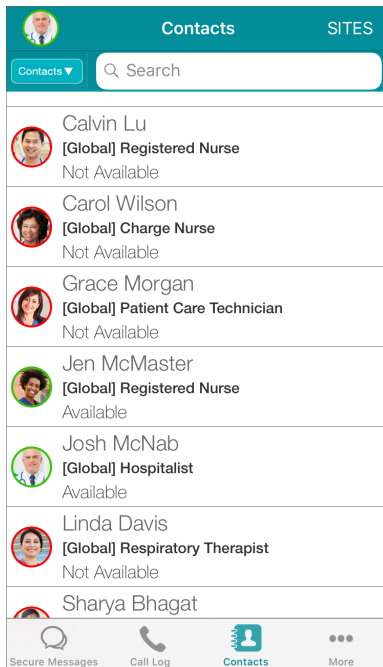 Contacts SITES
Contacts ▼ Search
Calvin Lu
[Global] Registered Nurse
Not Available
Carol Wilson
[Global] Charge Nurse
Not Available
Grace Morgan
[Global] Patient Care Technician
Not Available
Jen McMaster
[Global] Registered Nurse
Available
Josh McNab
[Global] Hospitalist
Available
Linda Davis
[Global] Respiratory Therapist
Not Available
Sharya Bhagat
Secure Messages Call Log Contacts More